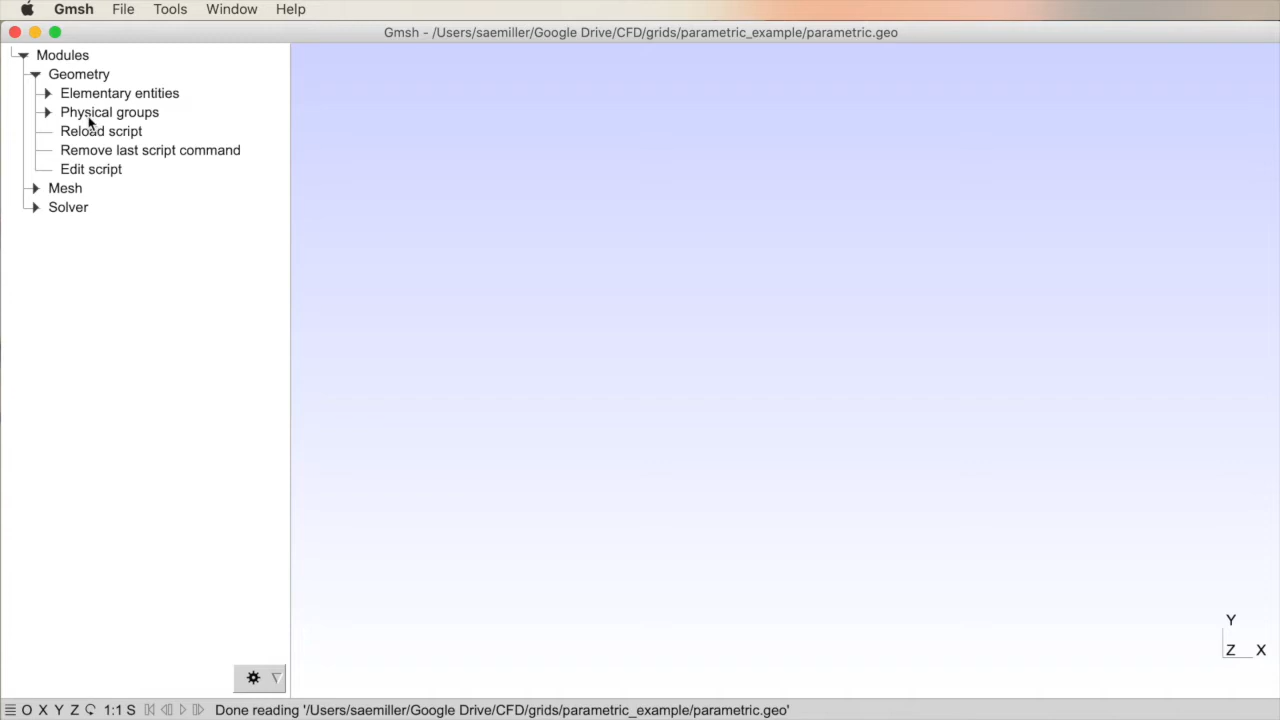 Gmsh File Tools Window Help
Gmsh - /Users/saemiller/Google Drive/CFD/grids/parametric_example/parametric.geo
Modules
Geometry
Elementary entities
Physical groups
Reload script
Remove last script command
Edit script
Mesh
Solver
Y
Z X
O X Y Z 1:1 S Done reading '/Users/saemiller/Google Drive/CFD/grids/parametric_example/parametric.geo'